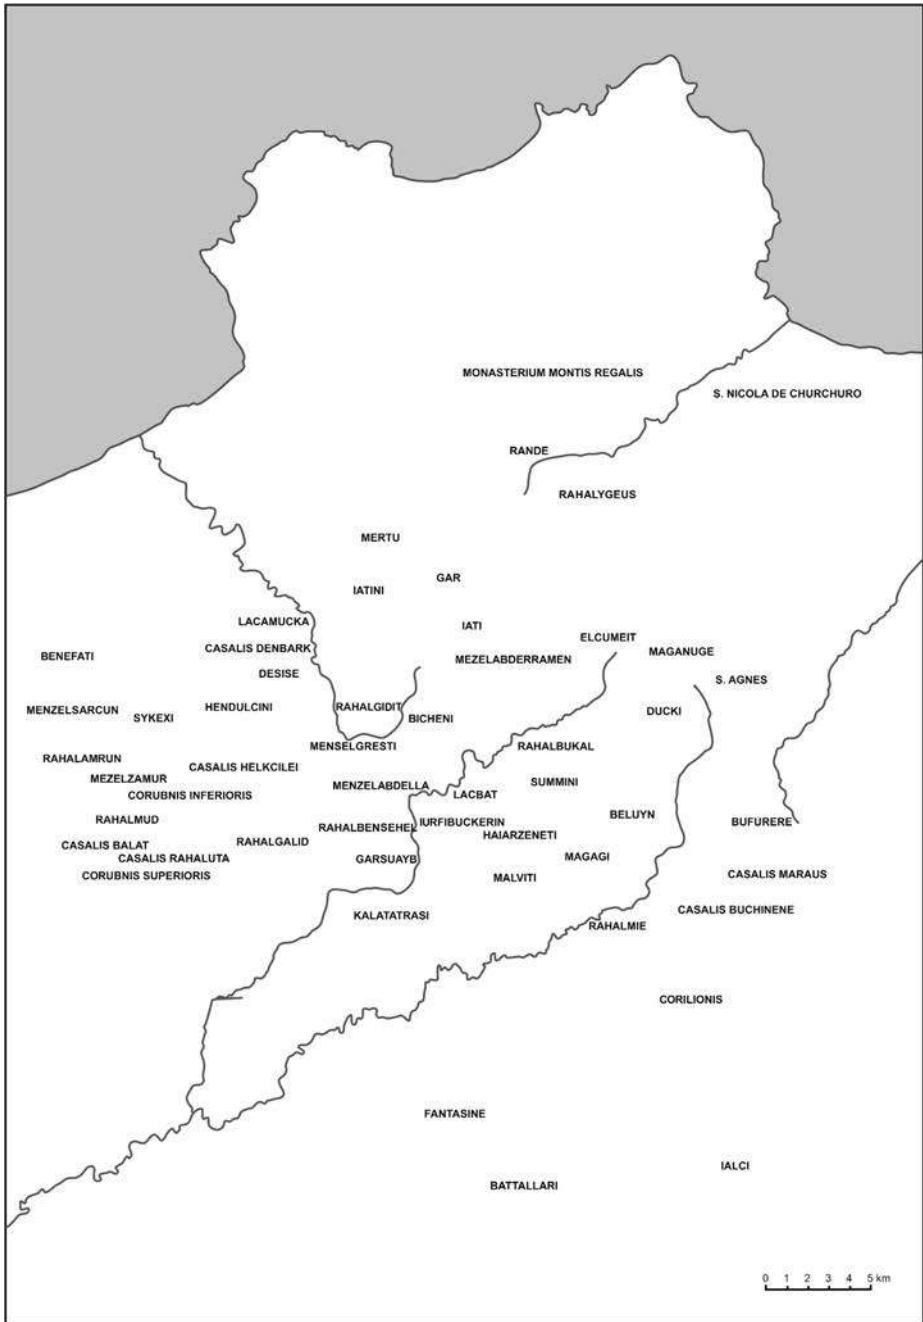 MONASTERIUM MONTIS REGALIS
S. NICOLA DE CHURCHURO
RANDE
RAHALYGEUS
MERTU
GAR
IATINI
LACAMUCKA
IATI
ELCUMEIT
CASALIS DENBARK
MAGANUGE
BENEFATI
MEZELABDERRAMEN
DESISE
S. AGNES
MENZELSARCUN
HENDULCINI
RAHALGIDIT
SYKEXI
BICHENI
DUCKI
MENSELGRESTI
RAHALBUKAL
RAHALAMRUN
CASALIS HELKCILEI
MEZELZAMUR
MENZELABDELLA
SUMMINI
CORUBNIS INFERIORIS
LACBAT
RAHALMUD
RAHALBENSEHEL
IURFIBUCKERIN
BELUYN
BUFURERE
HAIARZENETI
CASALIS BALAT
RAHALGALID
CASALIS RAHALUTA
GARSUAYB
MAGAGI
CORUBNIS SUPERIORIS
MALVITI
CASALIS MARAUS
KALATATRASI
CASALIS BUCHINENE
RAHALMIE
CORILIONIS
FANTASINE
IALCI
BATTALLARI
0 1 2 3 4 5 km